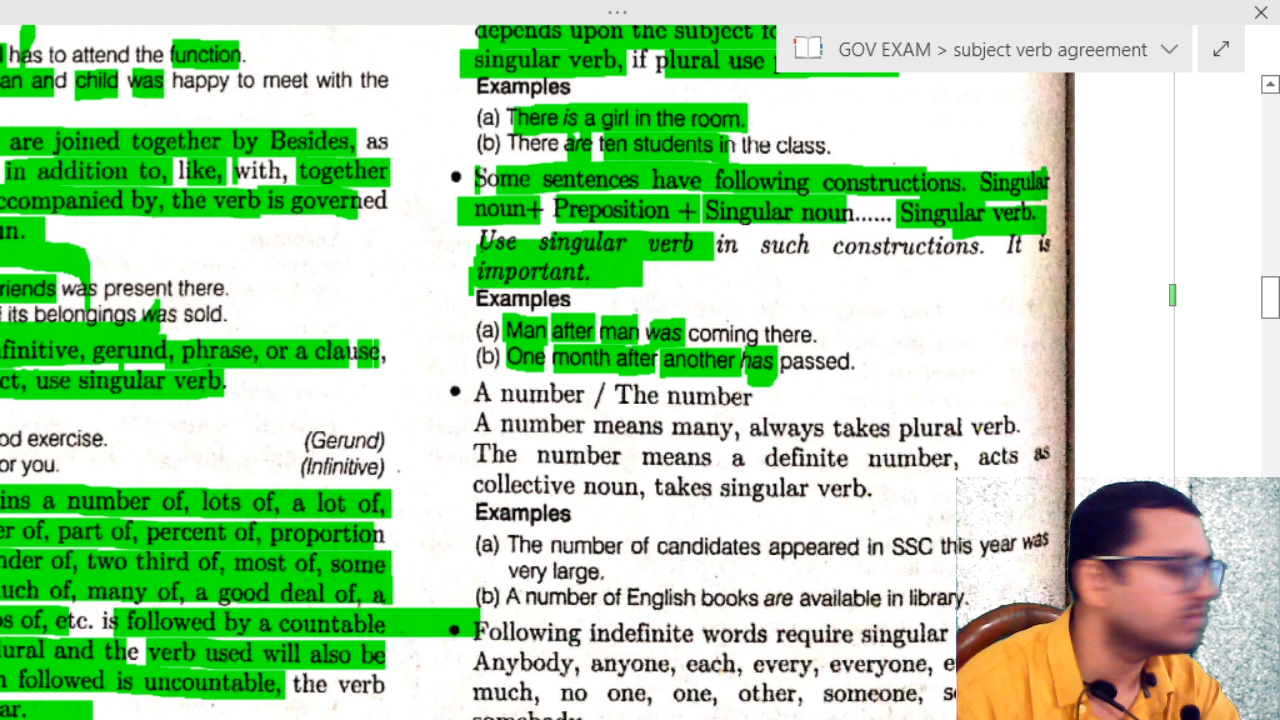 GOV EXAM > subject verb agreement
has to attend the function.
an and child was happy to meet with the
are joined together by Besides, as
in addition to, like, with, together
ccompanied by, the verb is governed
un.
riends was present there.
its belongings was sold.
finitive, gerund, phrase, or a clause,
ct, use singular verb.
od exercise. (Gerund)
or you. (Infinitive)
ins a number of, lots of, a lot of,
er of, part of, percent of, proportion
nder of, two third of, most of, some
uch of, many of, a good deal of, a
s of, etc. is followed by a countable
lural and the verb used will also be
followed is uncountable, the verb
ar.
depends upon the subject
singular verb, if plural use
Examples
(a) There is a girl in the room.
(b) There are ten students in the class.
• Some sentences have following constructions. Singular
noun+ Preposition + Singular noun...... Singular verb.
Use singular verb in such constructions. It is
important.
Examples
(a) Man after man was coming there.
(b) One month after another has passed.
• A number / The number
A number means many, always takes plural verb.
The number means a definite number, acts as
collective noun, takes singular verb.
Examples
(a) The number of candidates appeared in SSC this year was
very large.
(b) A number of English books are available in library.
• Following indefinite words require singular
Anybody, anyone, each, every, everyone, e
much, no one, one, other, someone, s
somebody